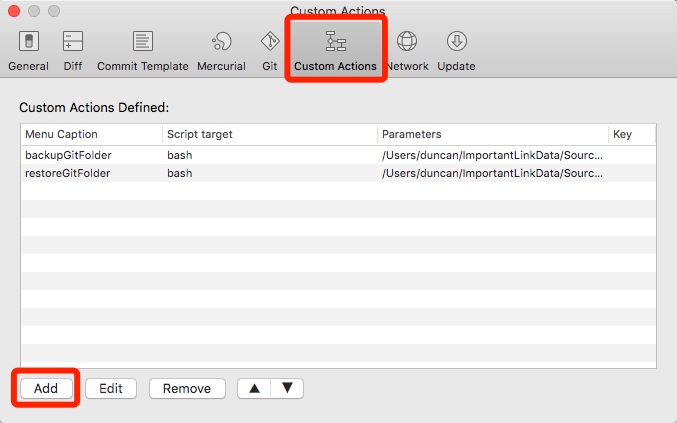 Custom Actions
General Diff Commit Template Mercurial Git Custom Actions Network Update
Custom Actions Defined:
Menu Caption Script target Parameters Key
backupGitFolder bash /Users/duncan/ImportantLinkData/Sourc...
restoreGitFolder bash /Users/duncan/ImportantLinkData/Sourc...
Add Edit Remove ▲ ▼